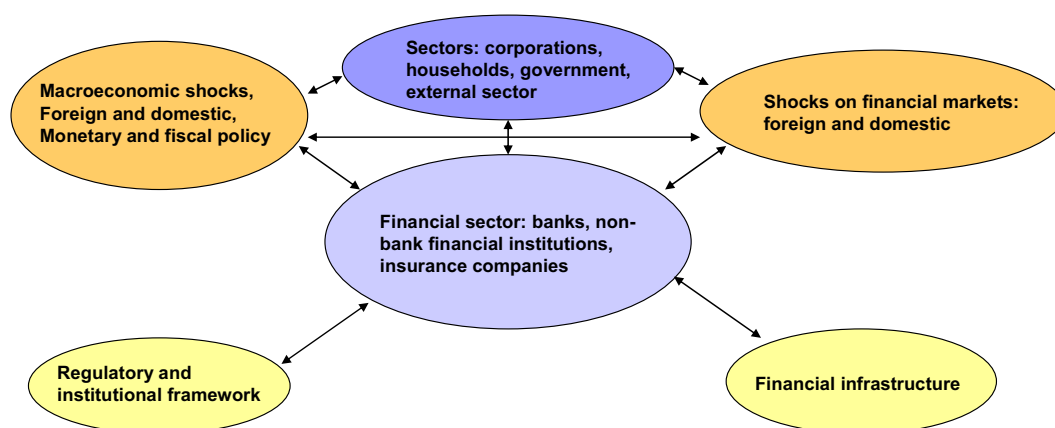 Sectors: corporations,
households, government,
external sector
Macroeconomic shocks,
Foreign and domestic,
Monetary and fiscal policy
Shocks on financial markets:
foreign and domestic
Financial sector: banks, non-
bank financial institutions,
insurance companies
Regulatory and
institutional framework
Financial infrastructure